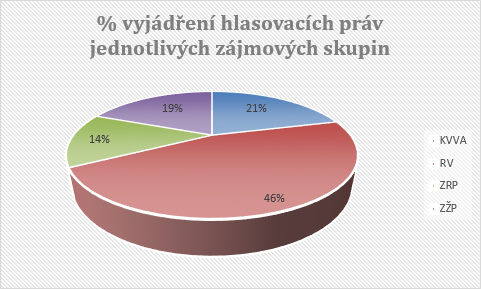 % vyjádření hlasovacích práv
jednotlivých zájmových skupin
19%
21%
14%
46%
KVVA
RV
ZRP
ZŽP